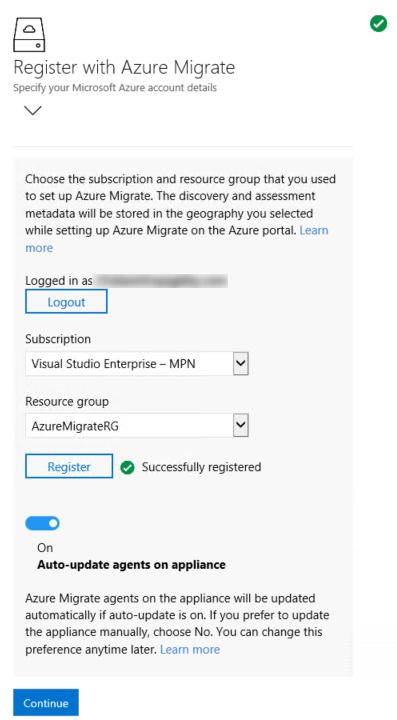 Register with Azure Migrate
Specify your Microsoft Azure account details
Choose the subscription and resource group that you used
to set up Azure Migrate. The discovery and assessment
metadata will be stored in the geography you selected
while setting up Azure Migrate on the Azure portal. Learn
more
Logged in as
Logout
Subscription
Visual Studio Enterprise – MPN
Resource group
AzureMigrateRG
Register Successfully registered
On
Auto-update agents on appliance
Azure Migrate agents on the appliance will be updated
automatically if auto-update is on. If you prefer to update
the appliance manually, choose No. You can change this
preference anytime later. Learn more
Continue